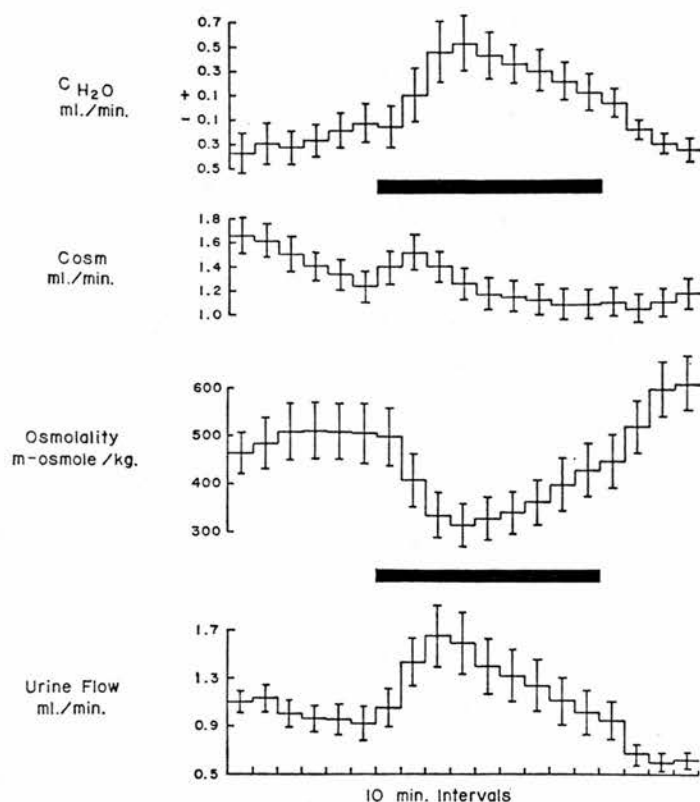 0.7
0.5
C H₂O
0.3
ml./min.
+
0.1
-
0.1
0.3
0.5
1.8
Cosm
1.6
ml./min.
1.4
1.2
1.0
600
Osmolality
500
m-osmole/kg.
400
300
1.7
Urine Flow
1.3
ml./min.
0.9
0.5
10 min. Intervals